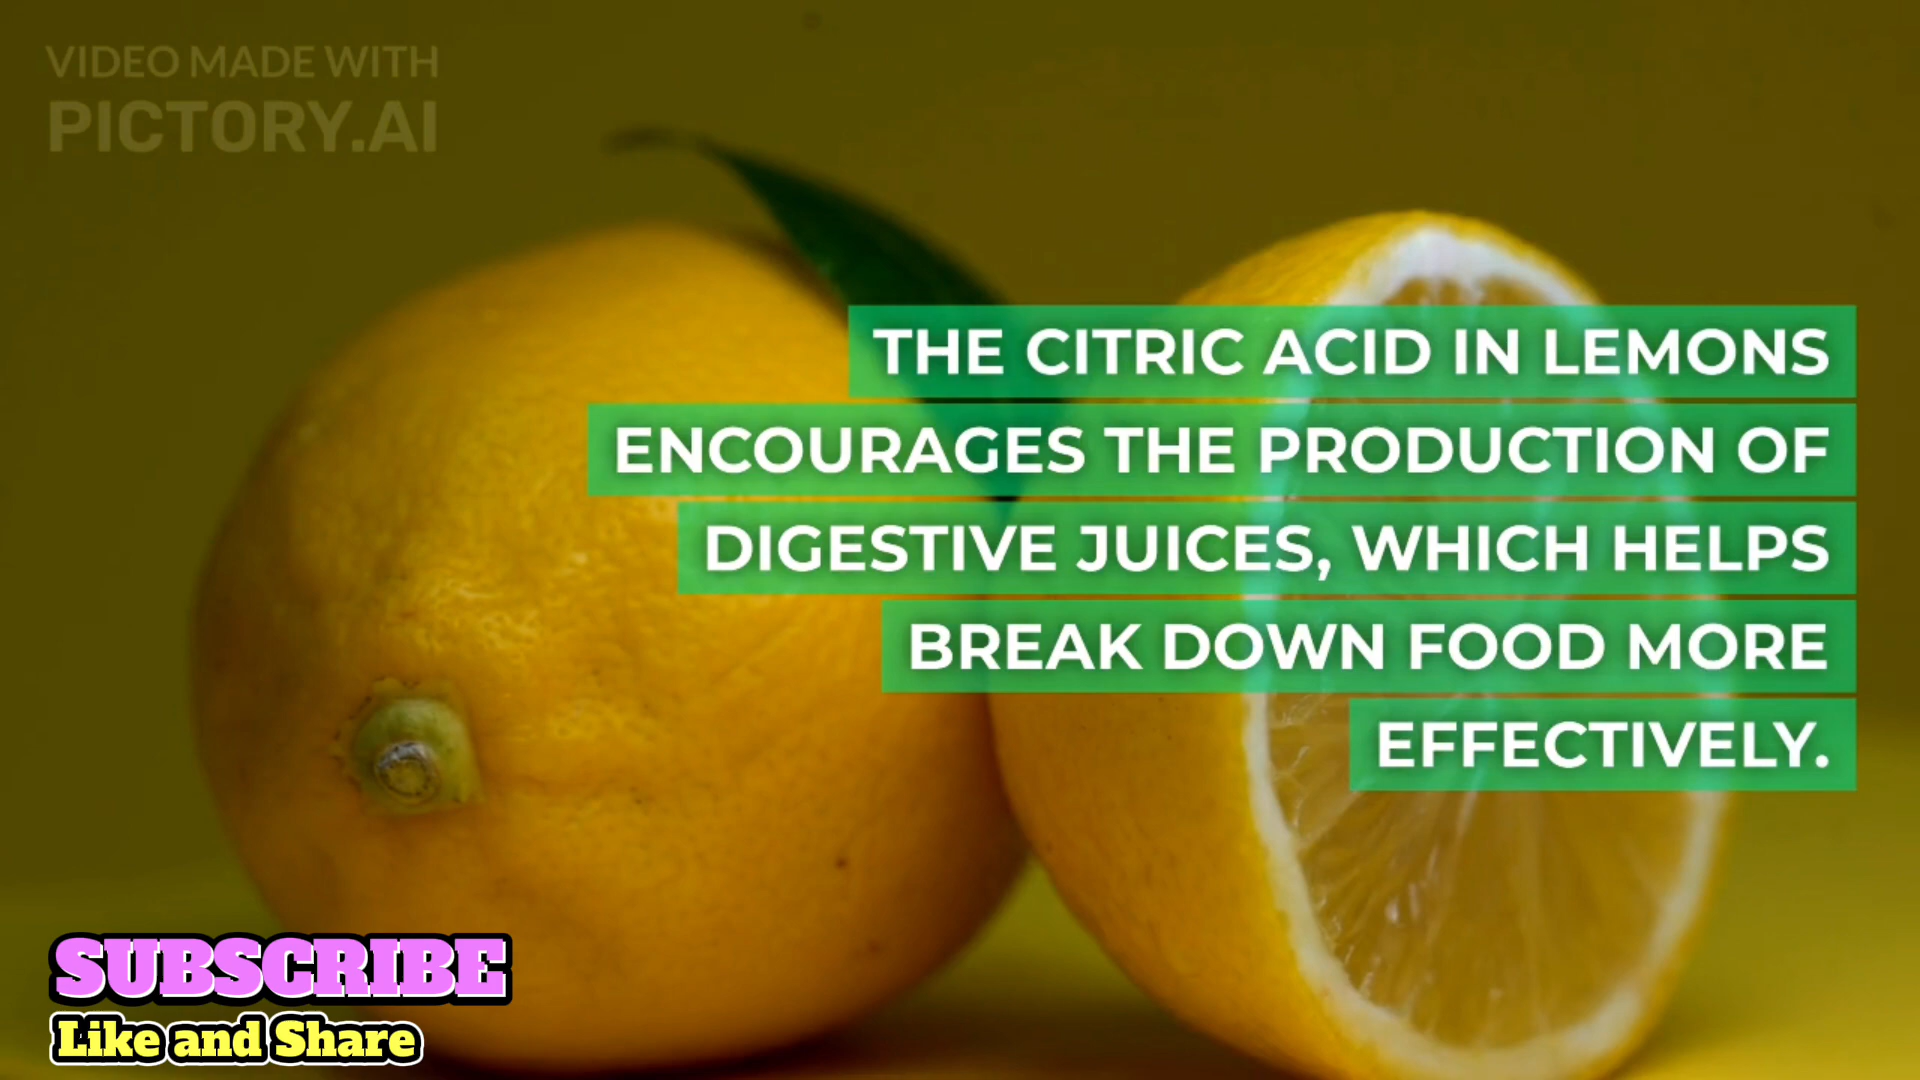 VIDEO MADE WITH
PICTORY.AI
THE CITRIC ACID IN LEMONS
ENCOURAGES THE PRODUCTION OF
DIGESTIVE JUICES, WHICH HELPS
BREAK DOWN FOOD MORE
EFFECTIVELY.
SUBSCRIBE
Like and Share